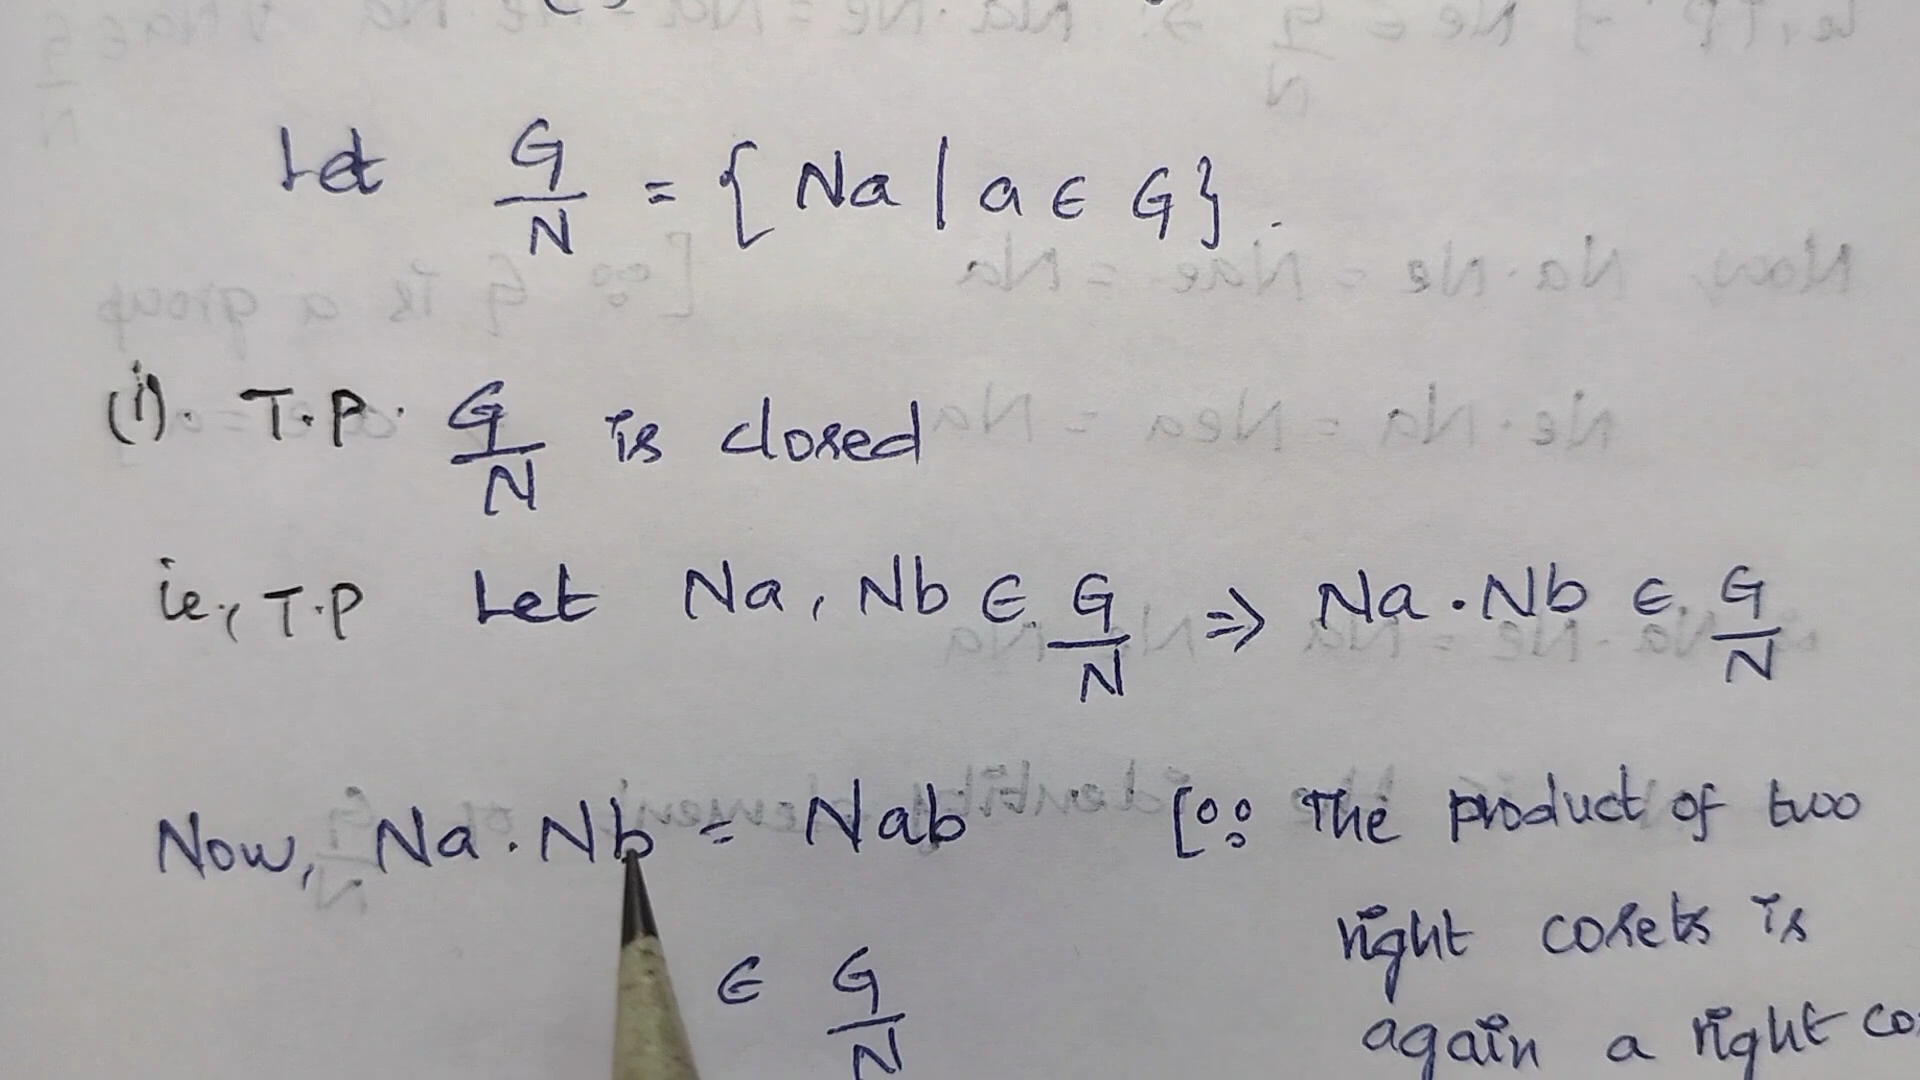 Let G/N = { Na | a ∈ G}.
(i). T.P. G/N is closed
ie., T.P Let Na, Nb ∈ G/N ⇒ Na · Nb ∈ G/N
Now, Na · Nb = Nab [∵ The product of two
∈ G/N right cosets is
again a right